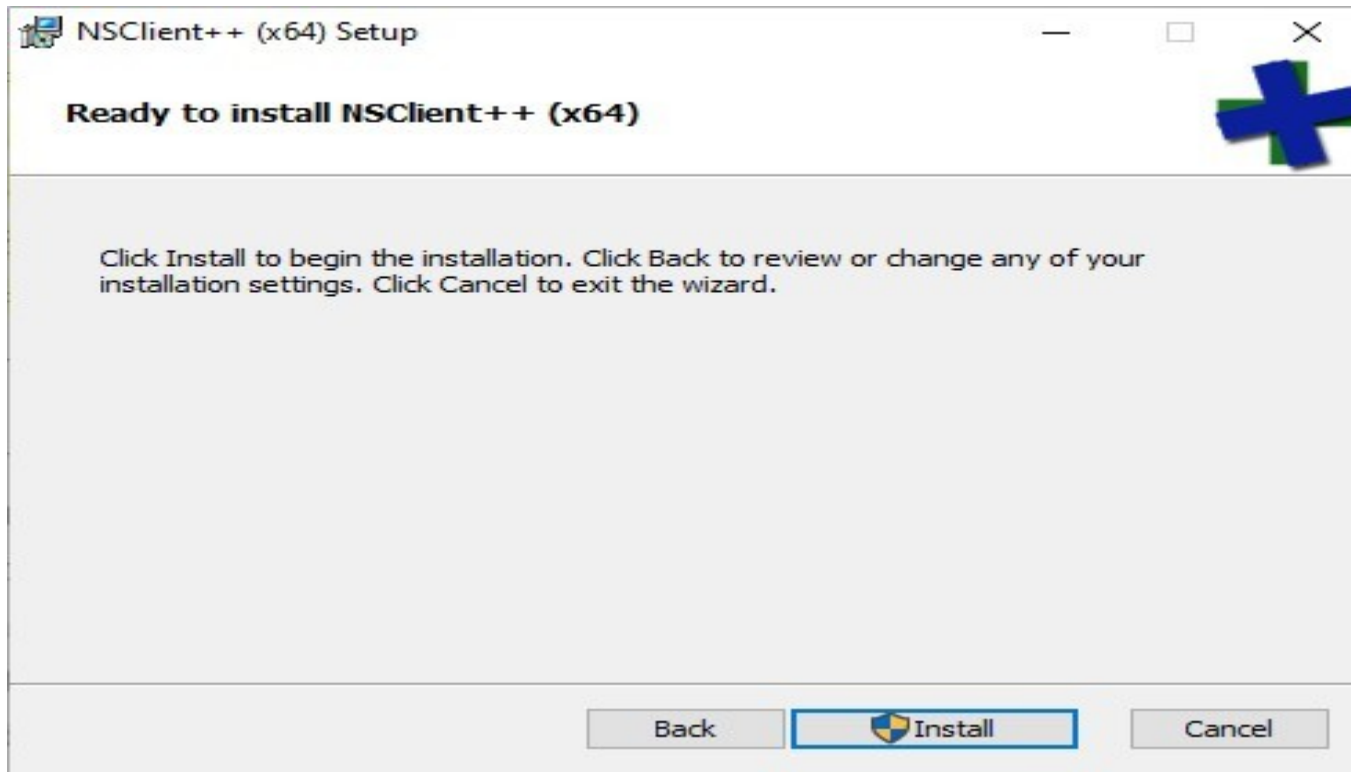 NSClient++ (x64) Setup
Ready to install NSClient++ (x64)
Click Install to begin the installation. Click Back to review or change any of your
installation settings. Click Cancel to exit the wizard.
Back Install Cancel